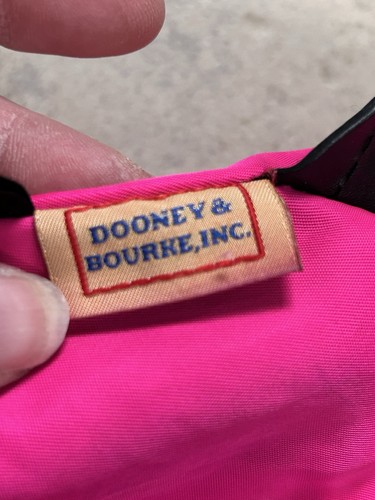 DOONEY &
BOURKE, INC.